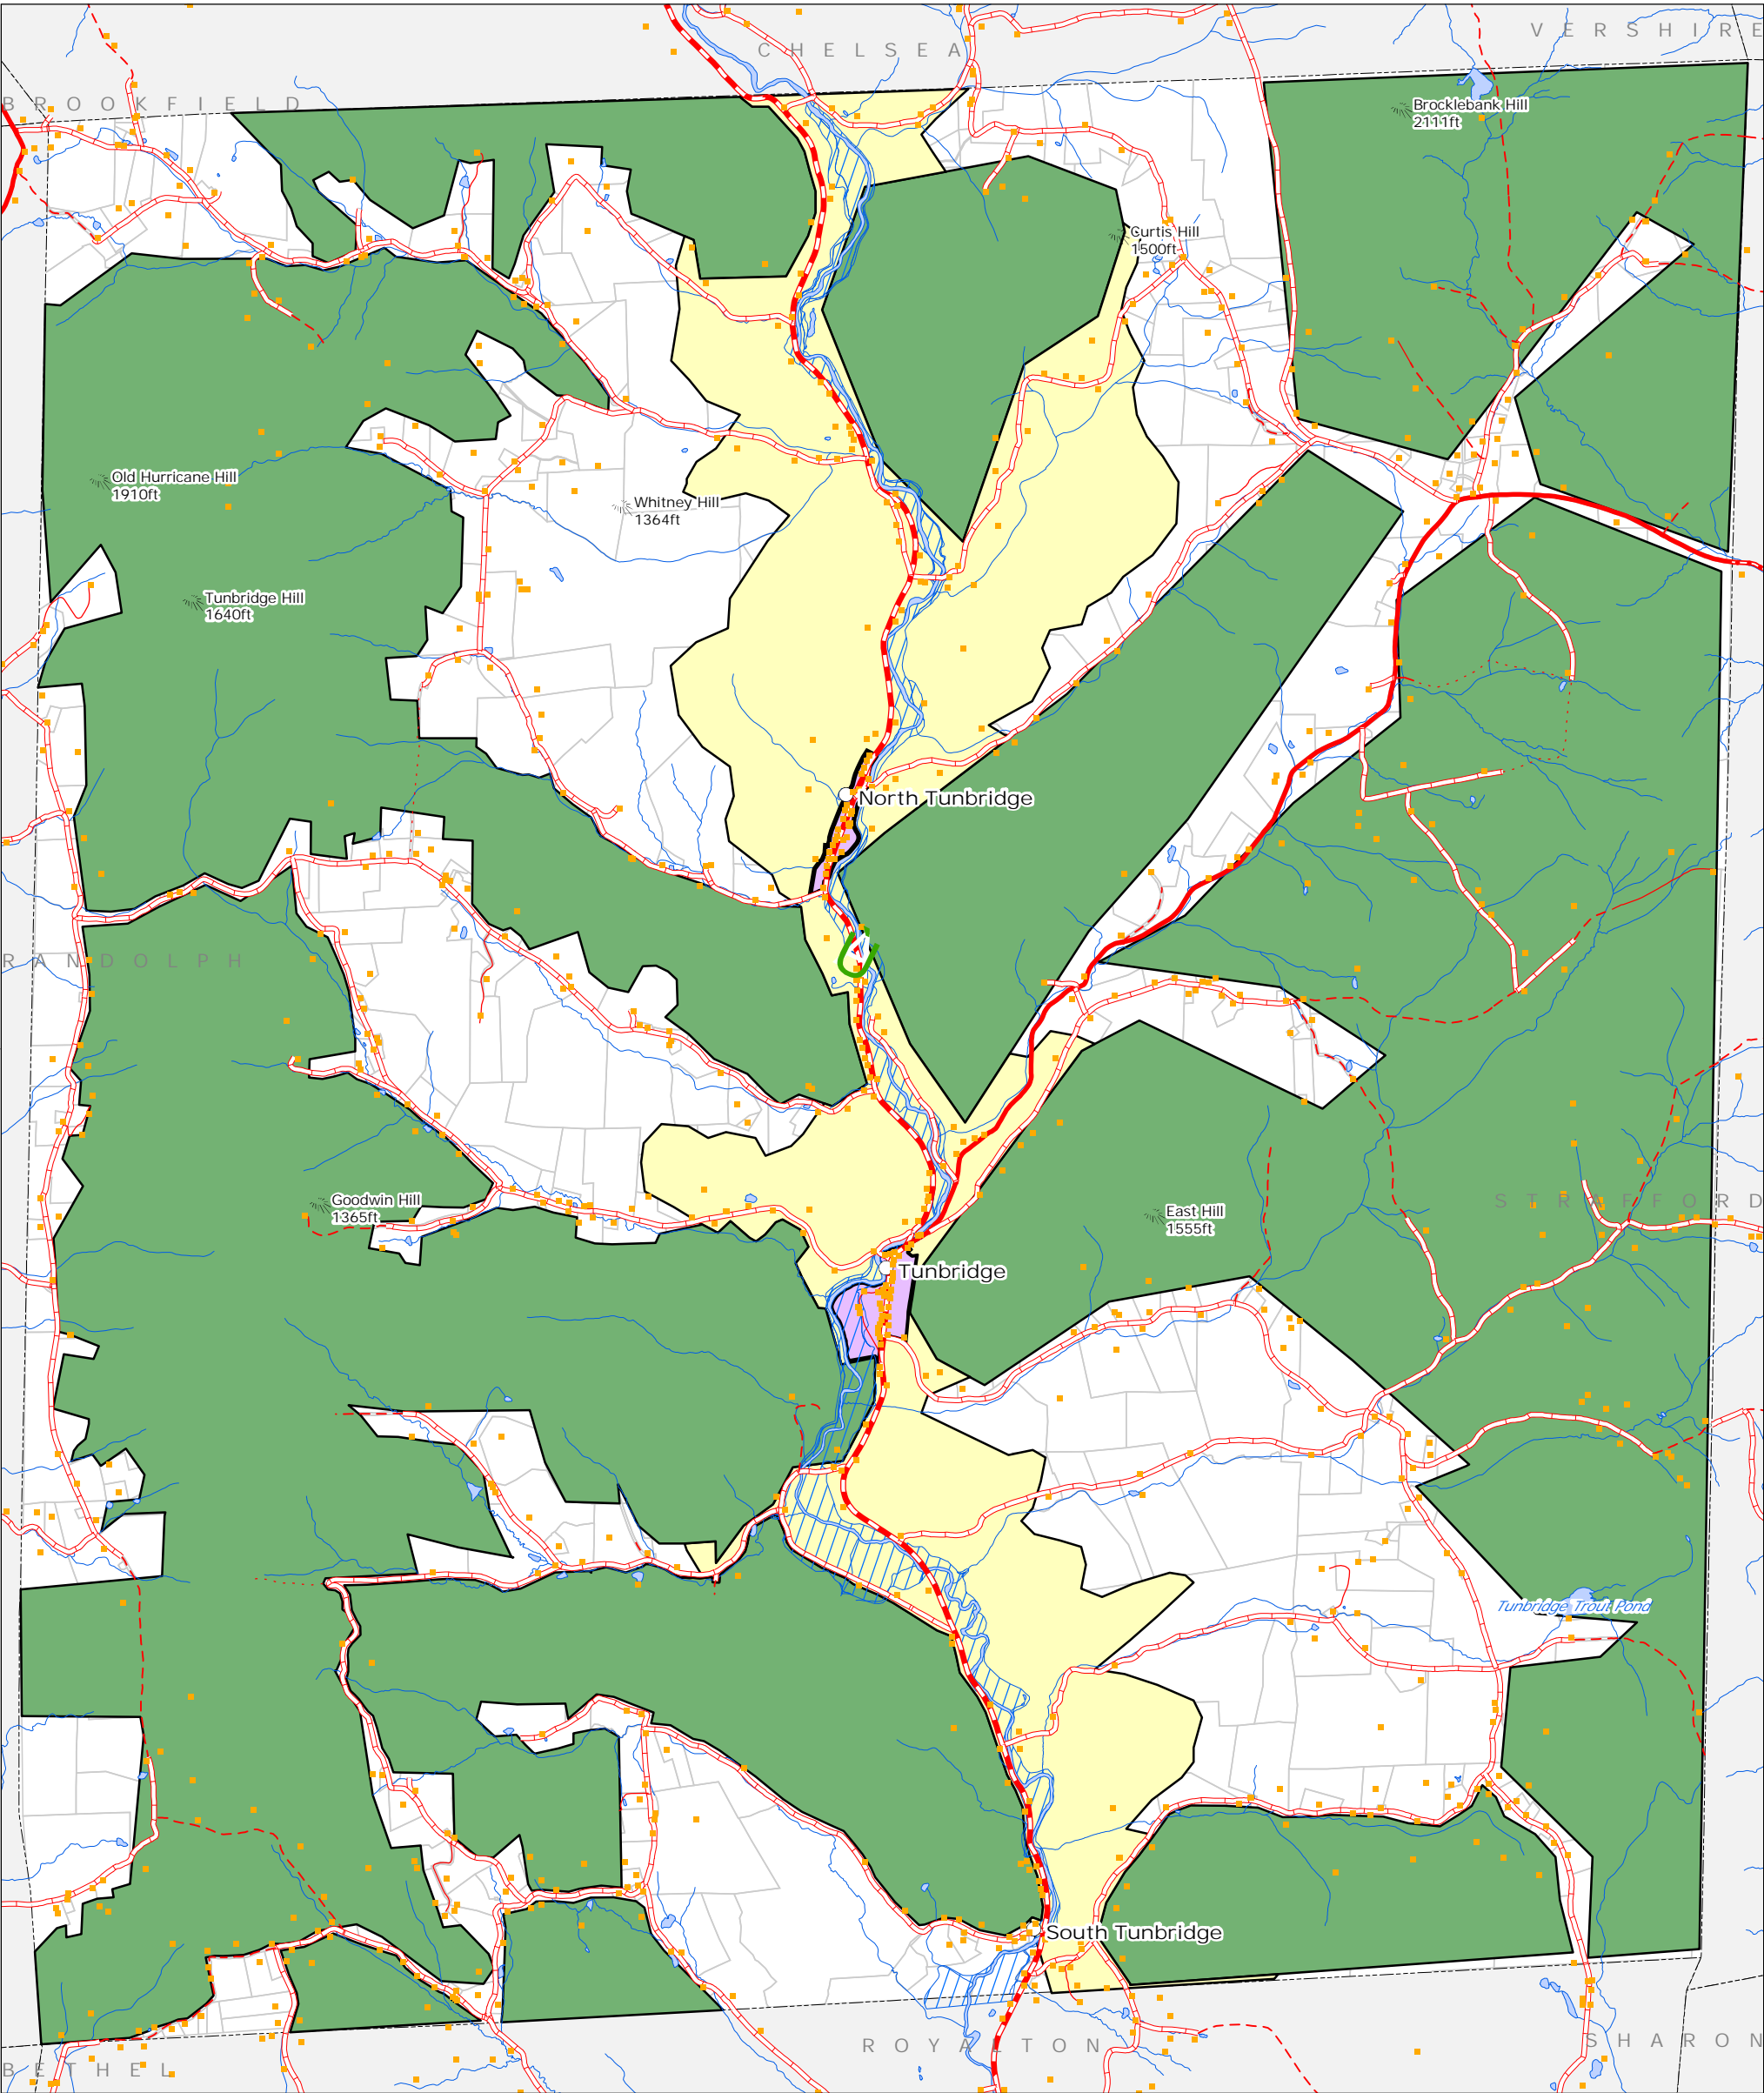 VERSHIRE
CHELSEA
BROOKFIELD
Brocklebank Hill
2111ft
Curtis Hill
1500ft
Old Hurricane Hill
1910ft
Whitney Hill
1364ft
Tunbridge Hill
1640ft
North Tunbridge
RANDOLPH
Goodwin Hill
1365ft
STRAFFORD
East Hill
1555ft
Tunbridge
Tunbridge Trout Pond
South Tunbridge
ROYALTON
SHARON
BETHEL